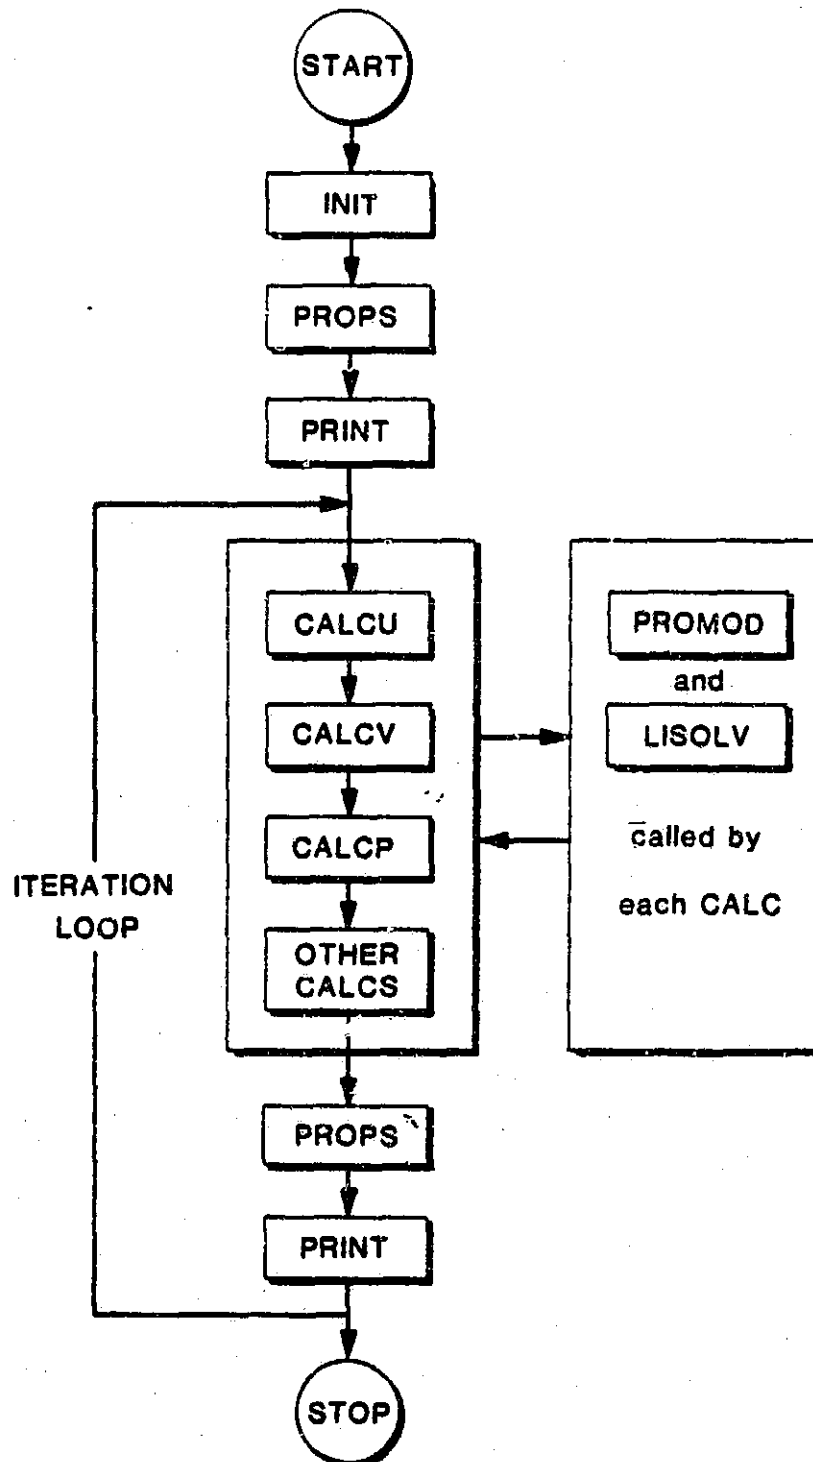 START
INIT
PROPS
PRINT
CALCU
CALCV
CALCP
OTHER
CALCS
PROMOD
and
LISOLV
called by
each CALC
ITERATION
LOOP
PROPS
PRINT
STOP